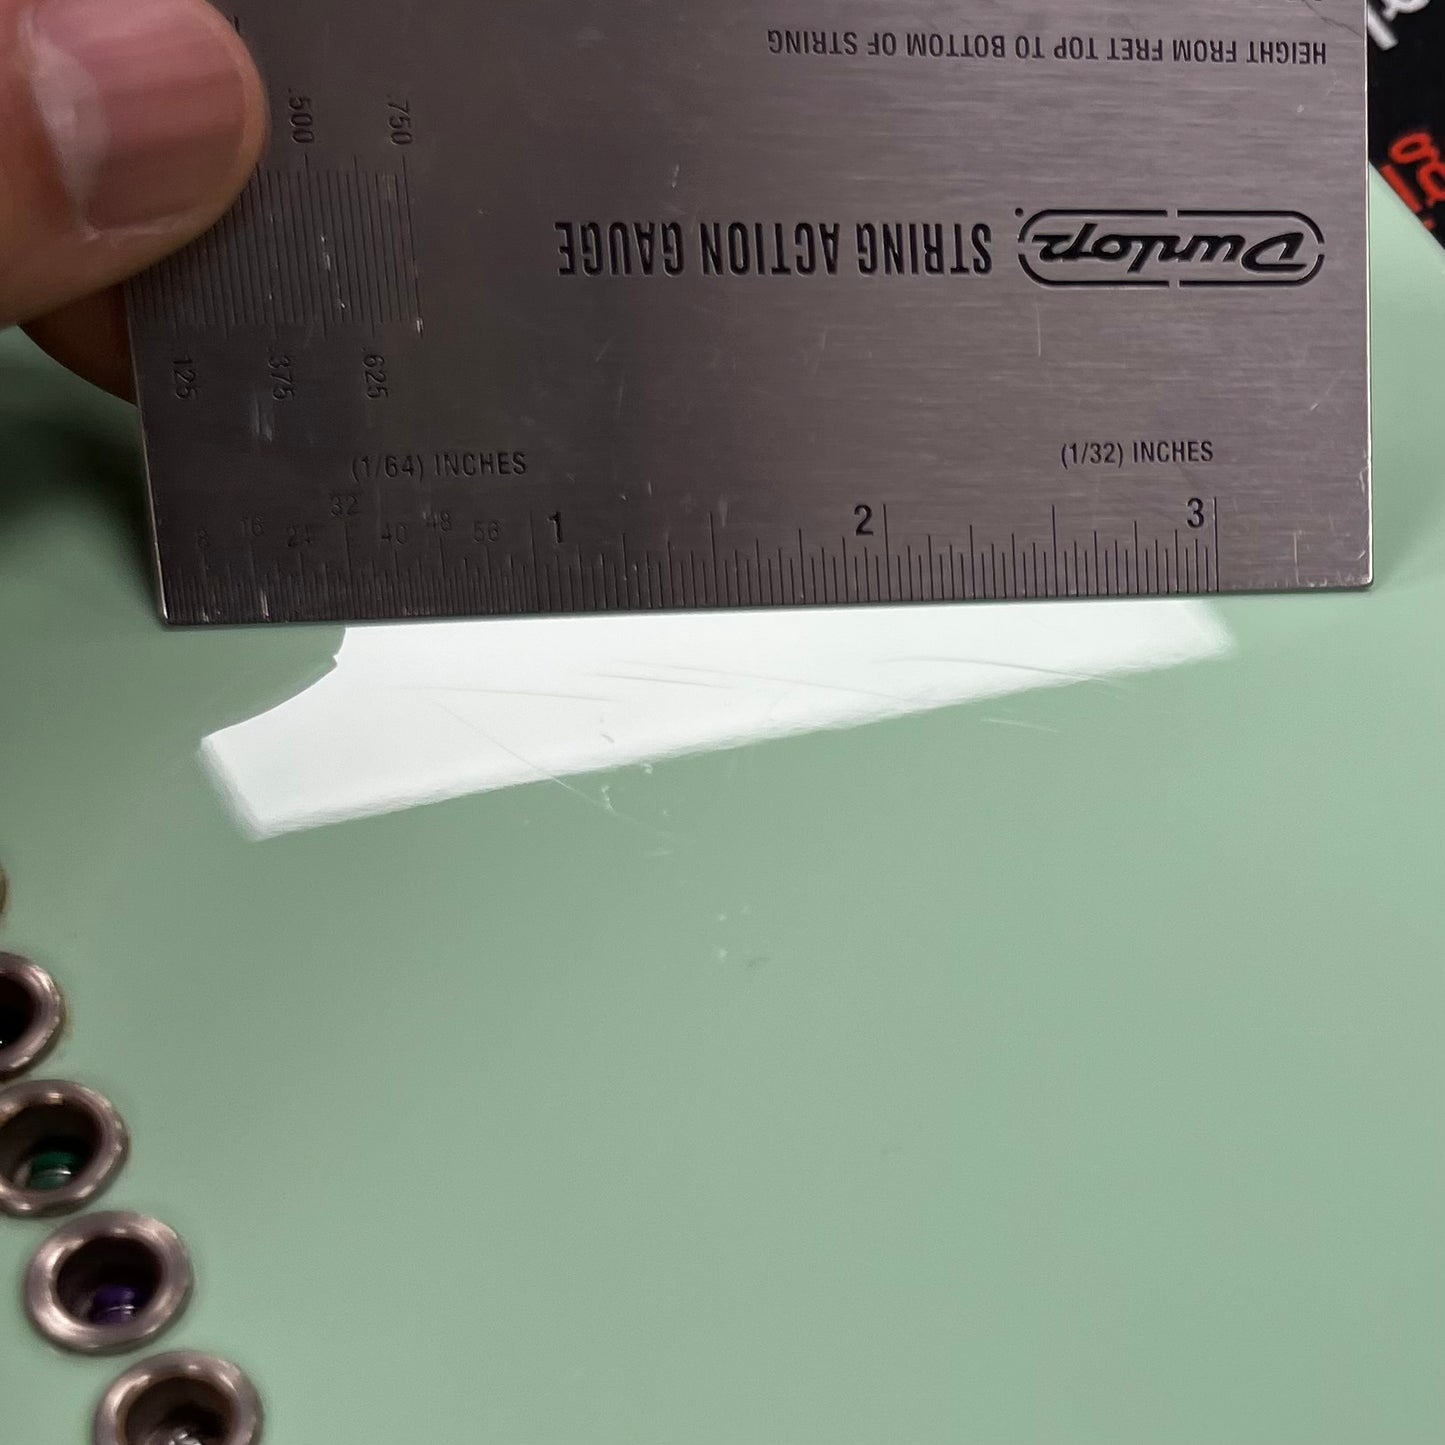 HEIGHT FROM FRET TOP TO BOTTOM OF STRING
.500 .750
Dunlop. STRING ACTION GAUGE
.125 .375 .625
(1/64) INCHES (1/32) INCHES
8 16 24 32 40 48 56 1 2 3